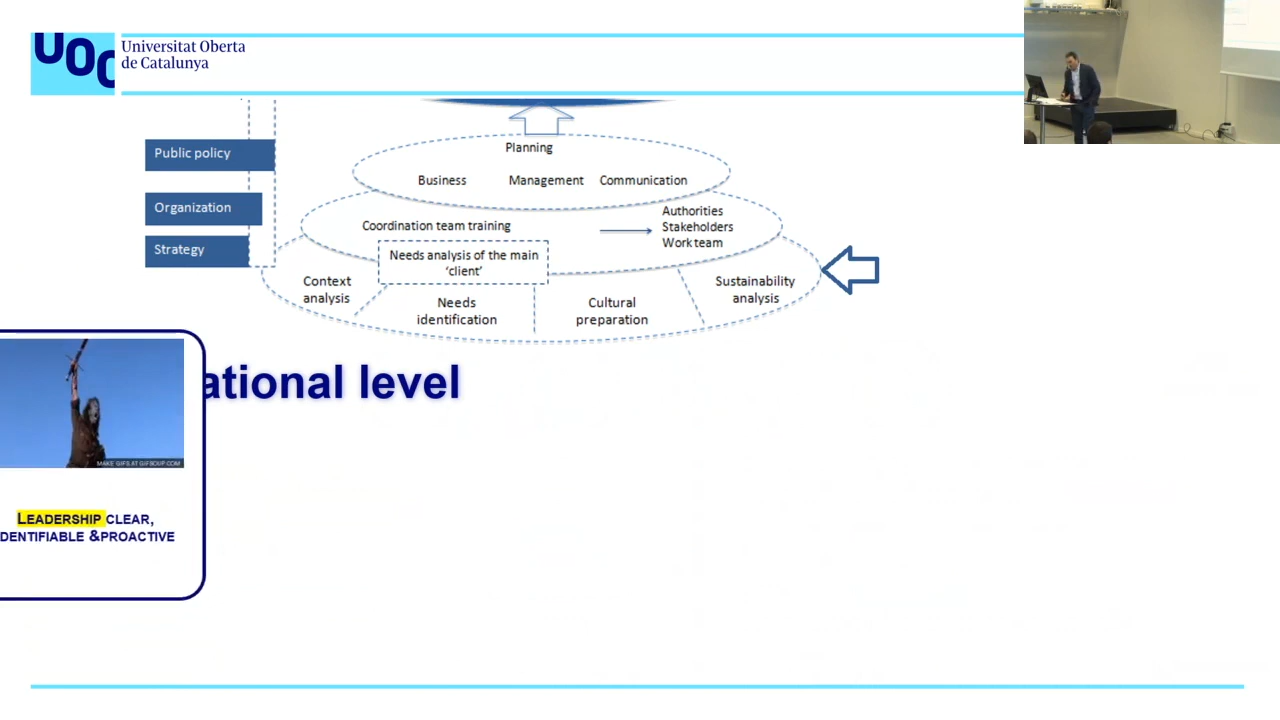 UOC
Universitat Oberta
de Catalunya
Public policy
Organization
Strategy
Planning
Business Management Communication
Coordination team training
Authorities
Stakeholders
Work team
Needs analysis of the main
‘client’
Context
analysis
Needs
identification
Cultural
preparation
Sustainability
analysis
ational level
MAKE GIFS AT GIFSOUP.COM
LEADERSHIP CLEAR,
DENTIFIABLE &PROACTIVE